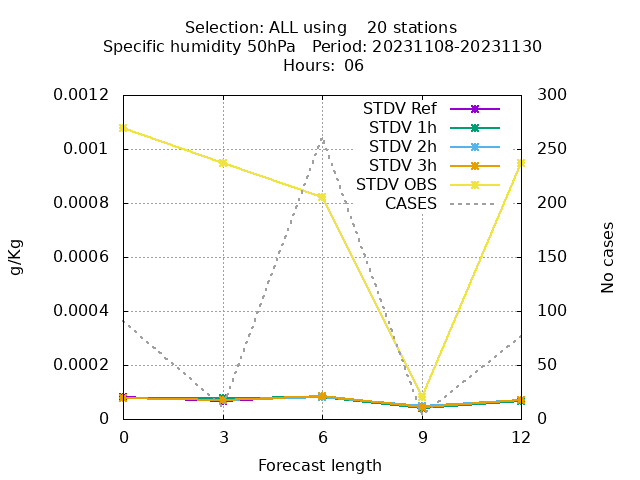 Selection: ALL using    20 stations
Specific humidity 50hPa   Period: 20231108-20231130
Hours:  06
STDV Ref
STDV 1h
STDV 2h
STDV 3h
STDV OBS
CASES
0.0012
0.001
0.0008
0.0006
0.0004
0.0002
0
300
250
200
150
100
50
0
g/Kg
No cases
0 3 6 9 12
Forecast length